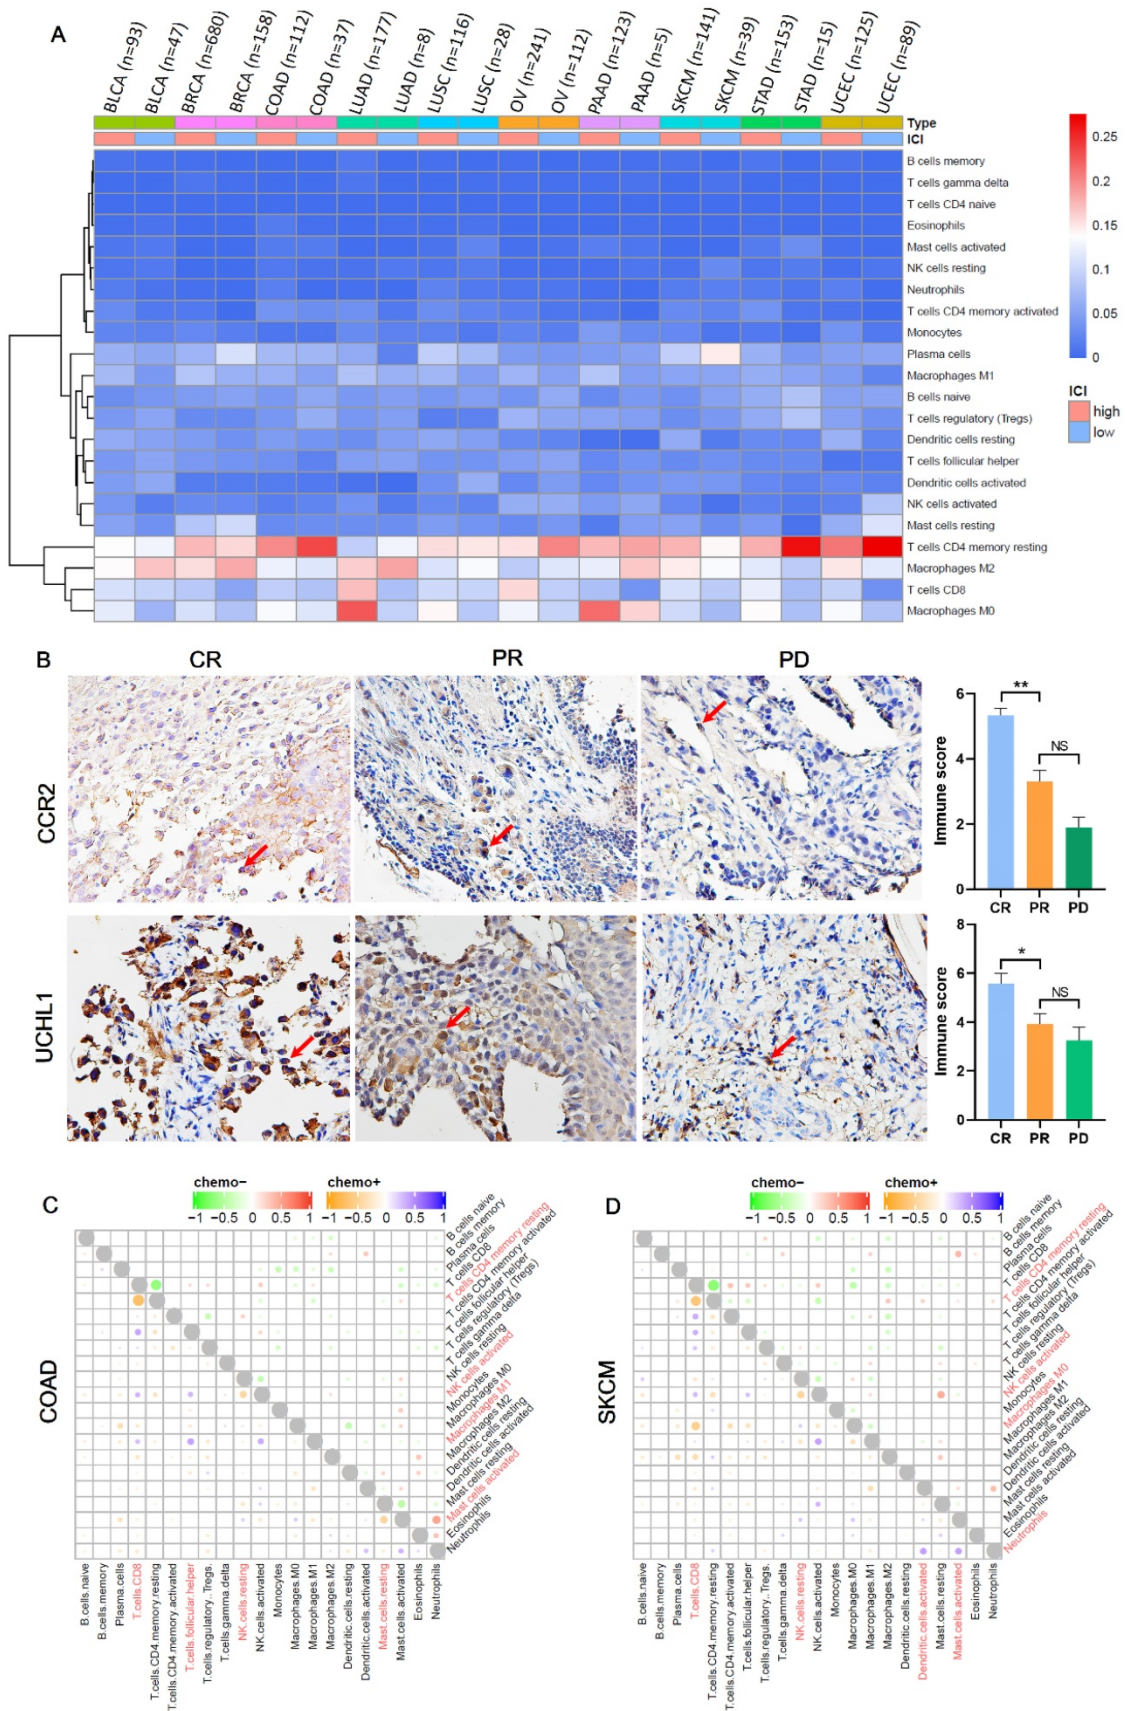 A
BLCA (n=93)
BLCA (n=47)
BRCA (n=680)
BRCA (n=158)
COAD (n=112)
COAD (n=37)
LUAD (n=177)
LUAD (n=8)
LUSC (n=116)
LUSC (n=28)
OV (n=241)
OV (n=112)
PAAD (n=123)
PAAD (n=5)
SKCM (n=141)
SKCM (n=39)
STAD (n=153)
STAD (n=15)
UCEC (n=125)
UCEC (n=89)
Type
ICI
B cells memory
T cells gamma delta
T cells CD4 naive
Eosinophils
Mast cells activated
NK cells resting
Neutrophils
T cells CD4 memory activated
Monocytes
Plasma cells
Macrophages M1
B cells naive
T cells regulatory (Tregs)
Dendritic cells resting
T cells follicular helper
Dendritic cells activated
NK cells activated
Mast cells resting
T cells CD4 memory resting
Macrophages M2
T cells CD8
Macrophages M0
0.25
0.2
0.15
0.1
0.05
0
ICI
high
low
B
CR
PR
PD
CCR2
Immune score
6
4
2
0
**
NS
CR PR PD
UCHL1
Immune score
8
6
4
2
0
*
NS
CR PR PD
C
chemo− chemo+
−1 −0.5 0 0.5 1 −1 −0.5 0 0.5 1
COAD
B cells naive
B cells memory
Plasma cells
T cells CD8
T cells CD4 memory resting
T cells CD4 memory activated
T cells follicular helper
T cells regulatory (Tregs)
T cells gamma delta
NK cells resting
NK cells activated
Monocytes
Macrophages M0
Macrophages M1
Macrophages M2
Dendritic cells resting
Dendritic cells activated
Mast cells resting
Mast cells activated
Eosinophils
Neutrophils
B.cells.naive
B.cells.memory
Plasma.cells
T.cells.CD8
T.cells.CD4.memory.resting
T.cells.CD4.memory.activated
T.cells.follicular.helper
T.cells.regulatory..Tregs.
T.cells.gamma.delta
NK.cells.resting
NK.cells.activated
Monocytes
Macrophages.M0
Macrophages.M1
Macrophages.M2
Dendritic.cells.resting
Dendritic.cells.activated
Mast.cells.resting
Mast.cells.activated
Eosinophils
Neutrophils
D
chemo− chemo+
−1 −0.5 0 0.5 1 −1 −0.5 0 0.5 1
SKCM
B cells naive
B cells memory
Plasma cells
T cells CD8
T cells CD4 memory resting
T cells CD4 memory activated
T cells follicular helper
T cells regulatory (Tregs)
T cells gamma delta
NK cells resting
NK cells activated
Monocytes
Macrophages M0
Macrophages M1
Macrophages M2
Dendritic cells resting
Dendritic cells activated
Mast cells resting
Mast cells activated
Eosinophils
Neutrophils
B.cells.naive
B.cells.memory
Plasma.cells
T.cells.CD8
T.cells.CD4.memory.resting
T.cells.CD4.memory.activated
T.cells.follicular.helper
T.cells.regulatory..Tregs.
T.cells.gamma.delta
NK.cells.resting
NK.cells.activated
Monocytes
Macrophages.M0
Macrophages.M1
Macrophages.M2
Dendritic.cells.resting
Dendritic.cells.activated
Mast.cells.resting
Mast.cells.activated
Eosinophils
Neutrophils